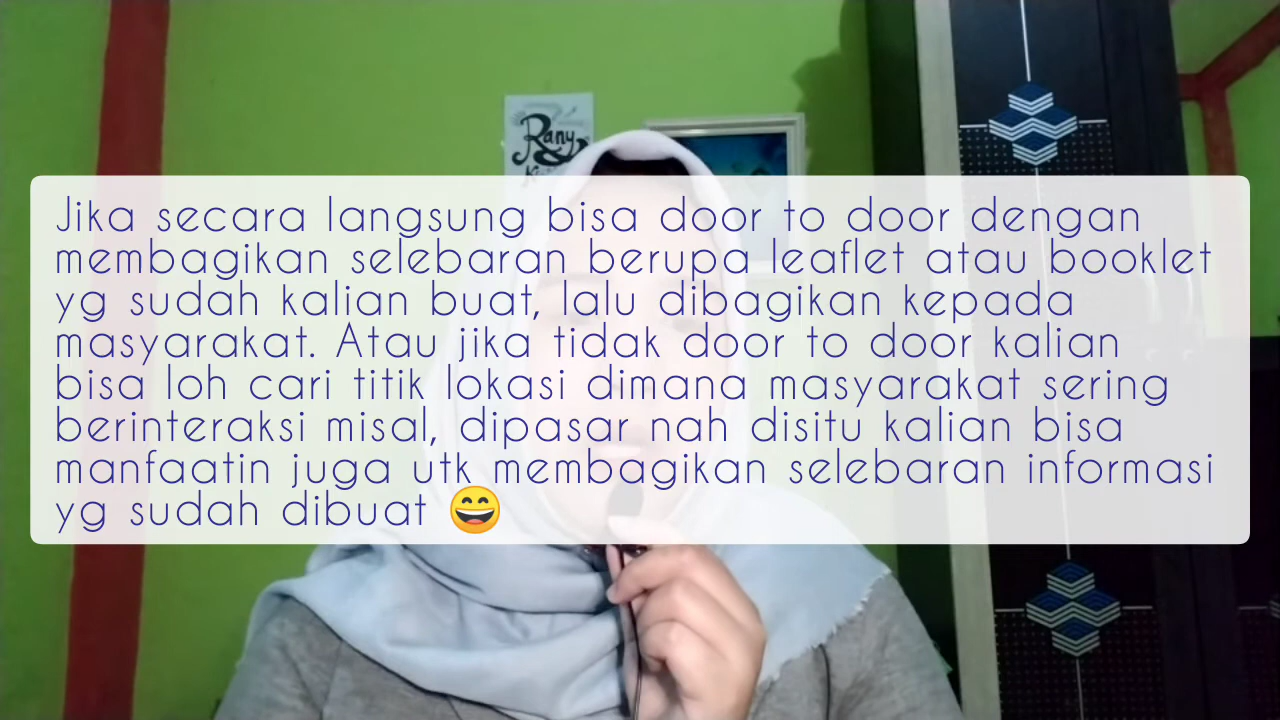 Rany
Jika secara langsung bisa door to door dengan
membagikan selebaran berupa leaflet atau booklet
yg sudah kalian buat, lalu dibagikan kepada
masyarakat. Atau jika tidak door to door kalian
bisa loh cari titik lokasi dimana masyarakat sering
berinteraksi misal, dipasar nah disitu kalian bisa
manfaatin juga utk membagikan selebaran informasi
yg sudah dibuat 😄